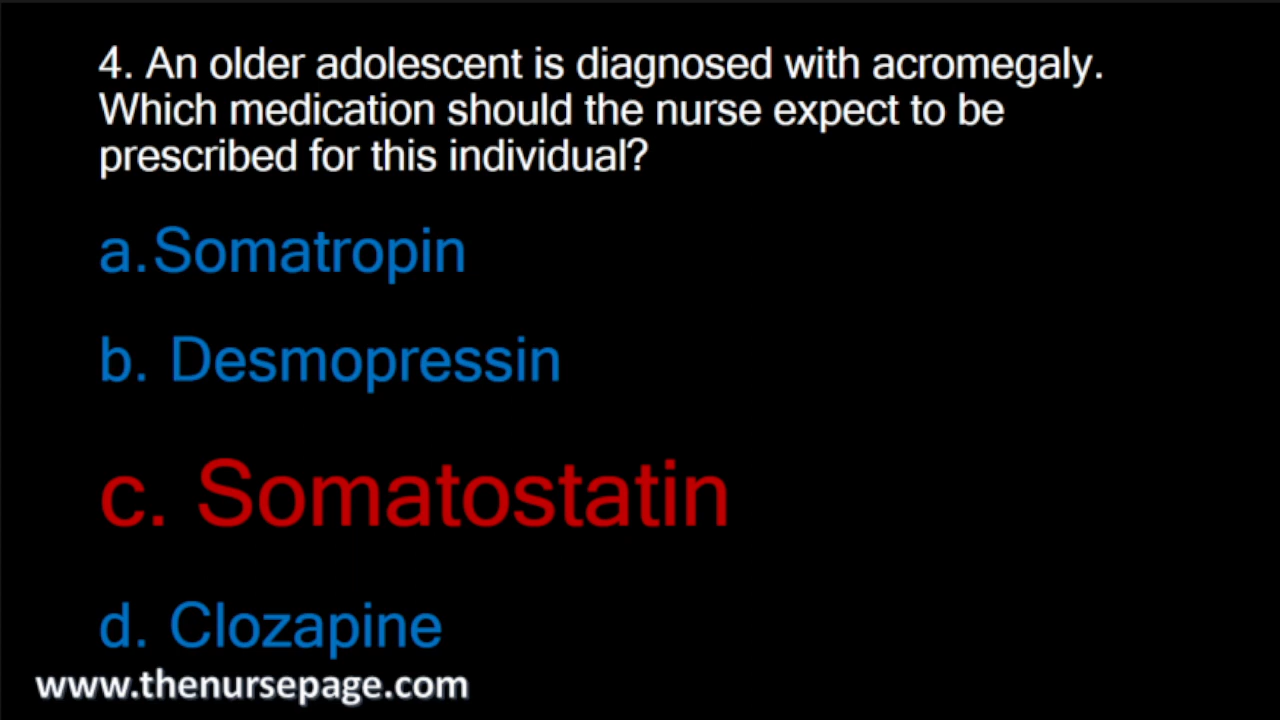 4. An older adolescent is diagnosed with acromegaly.
Which medication should the nurse expect to be
prescribed for this individual?
a.Somatropin
b. Desmopressin
c. Somatostatin
d. Clozapine
www.thenursepage.com